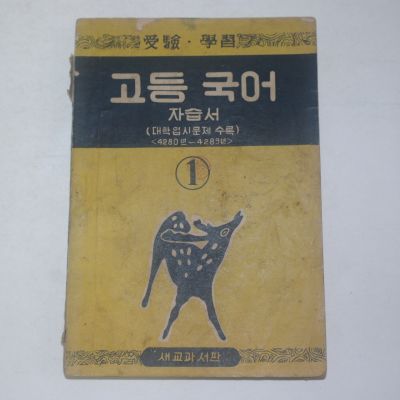 受驗·學習
고등 국어
자습서
(대학입시문제 수록)
<4280년-4289년>
1
새교과서판